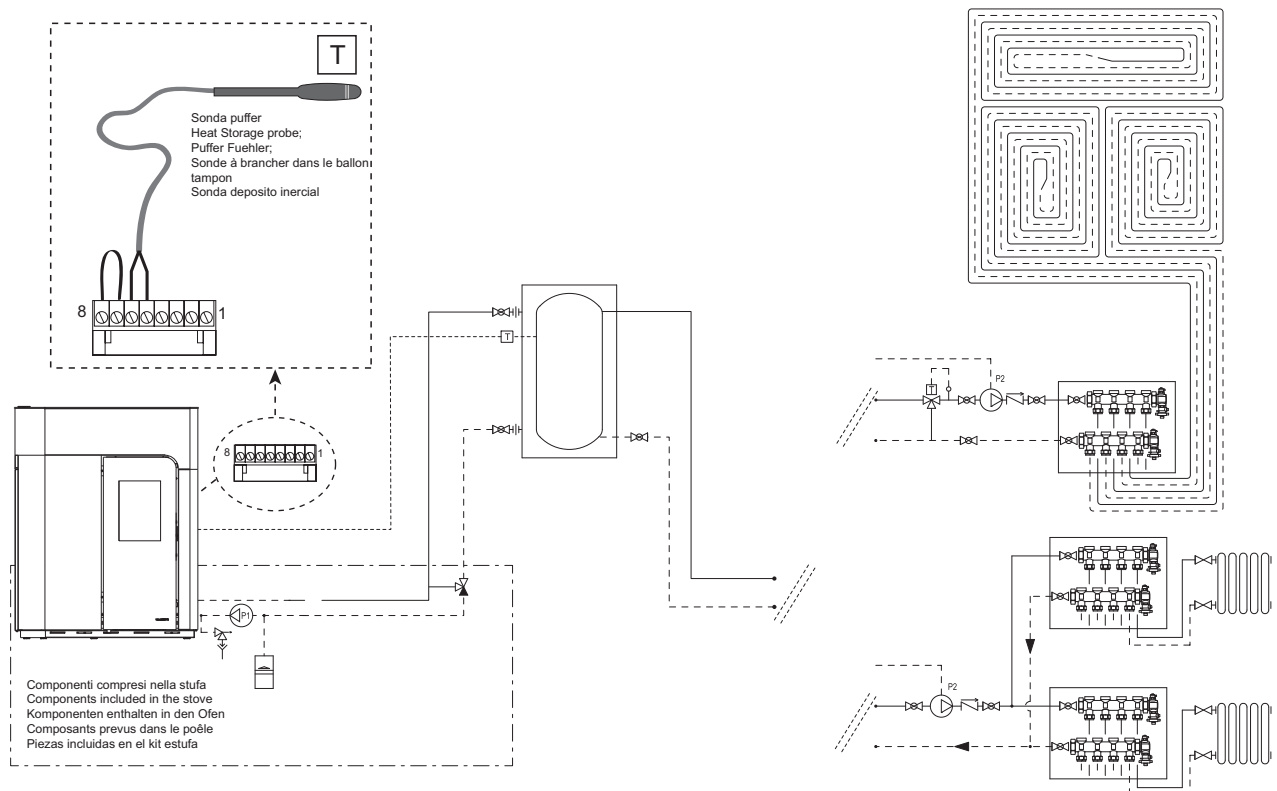 T
Sonda puffer
Heat Storage probe;
Puffer Fuehler;
Sonde à brancher dans le ballon
tampon
Sonda deposito inercial
8
1
T
8
1
P1
Componenti compresi nella stufa
Components included in the stove
Komponenten enthalten in den Ofen
Composants prevus dans le poêle
Piezas incluidas en el kit estufa
T
P2
P2